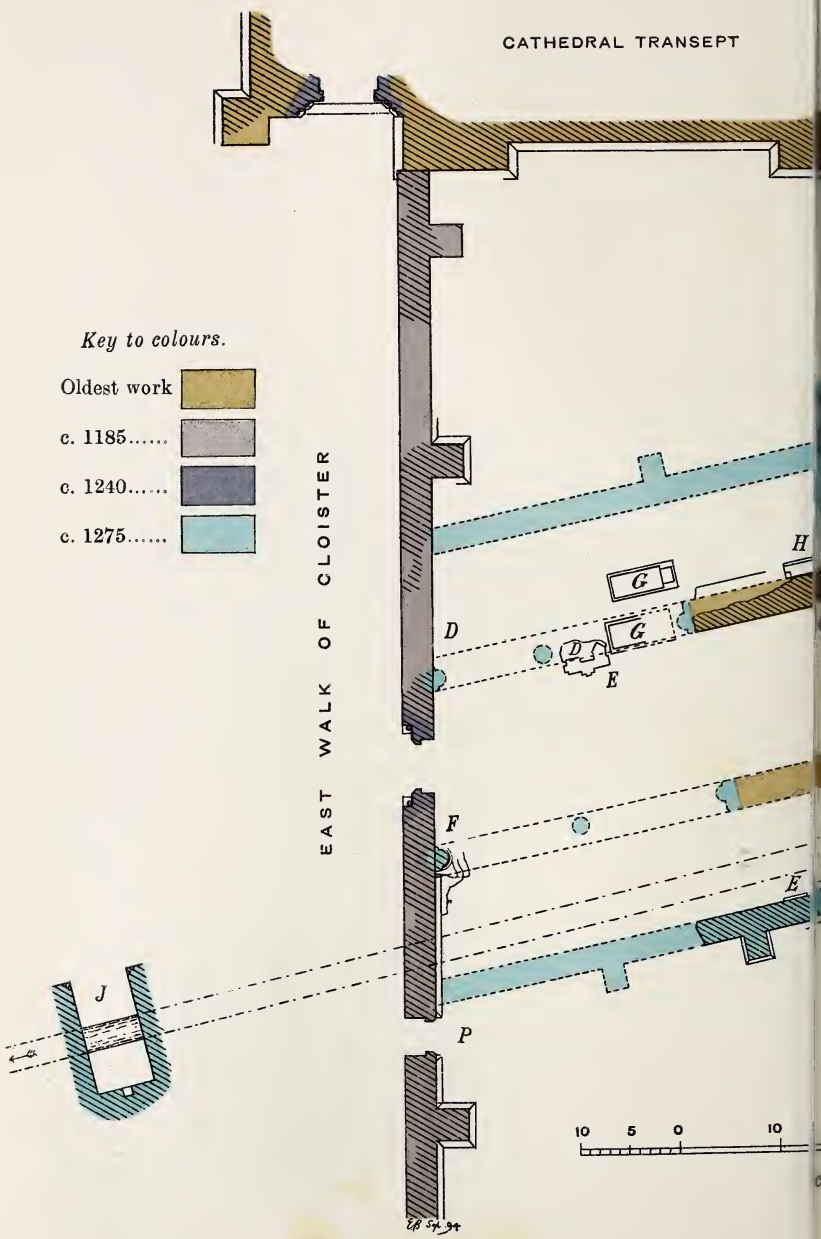 CATHEDRAL TRANSEPT
Key to colours.
Oldest work
c. 1185......
c. 1240......
c. 1275......
EAST WALK OF CLOISTER
H
G
D
G
D
E
F
E
J
P
10 5 0 10